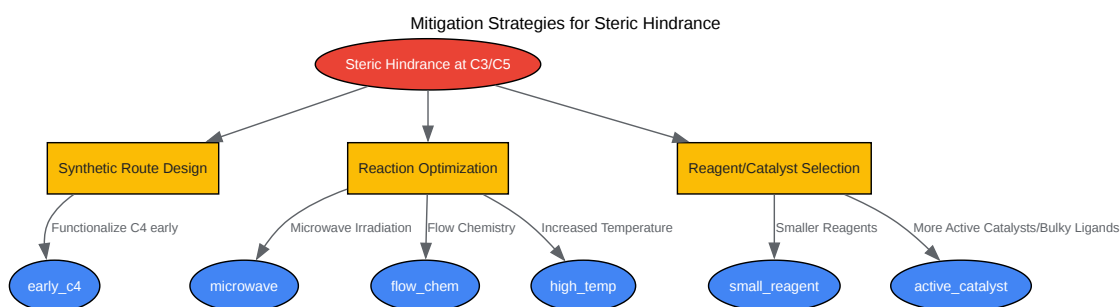 Mitigation Strategies for Steric Hindrance
Steric Hindrance at C3/C5
Synthetic Route Design
Reaction Optimization
Reagent/Catalyst Selection
Functionalize C4 early
Microwave Irradiation
Flow Chemistry
Increased Temperature
Smaller Reagents
More Active Catalysts/Bulky Ligands
early_c4
microwave
flow_chem
high_temp
small_reagent
active_catalyst